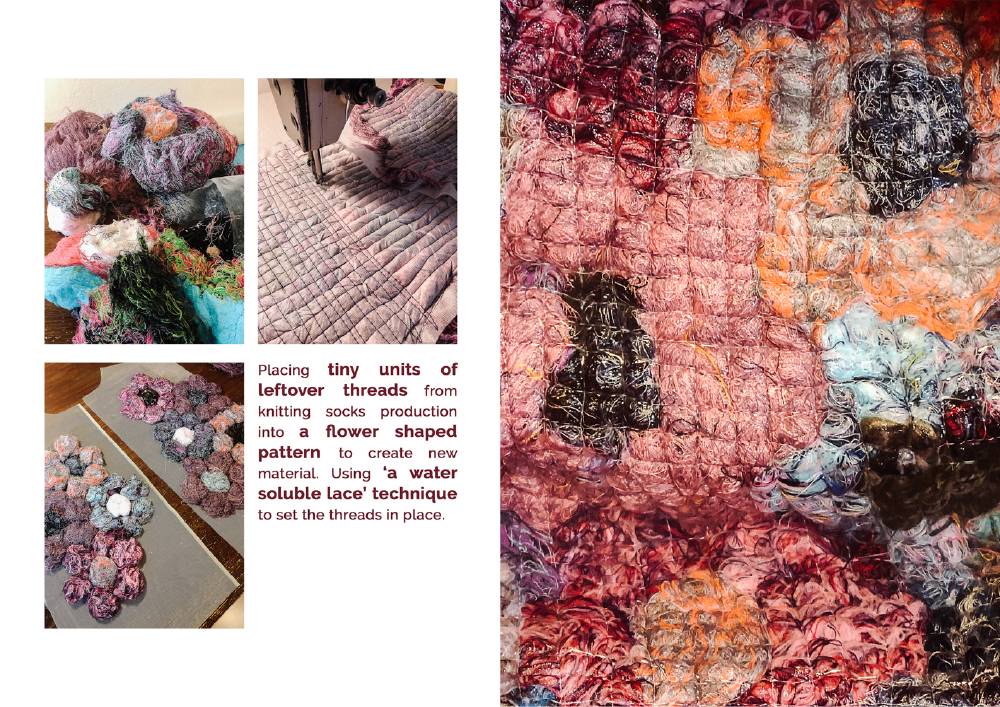 Placing tiny units of
leftover threads from
knitting socks production
into a flower shaped
pattern to create new
material. Using 'a water
soluble lace' technique
to set the threads in place.